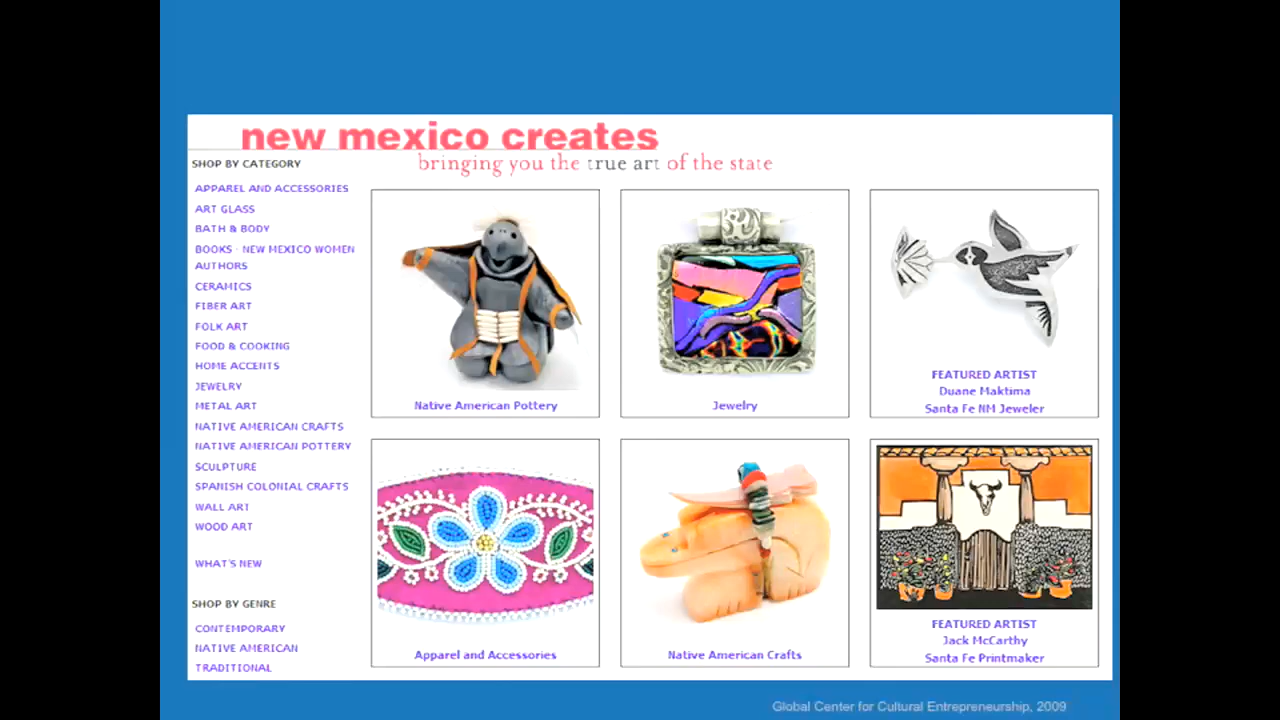 new mexico creates
bringing you the true art of the state
SHOP BY CATEGORY
APPAREL AND ACCESSORIES
ART GLASS
BATH & BODY
BOOKS - NEW MEXICO WOMEN
AUTHORS
CERAMICS
FIBER ART
FOLK ART
FOOD & COOKING
HOME ACCENTS
JEWELRY
METAL ART
NATIVE AMERICAN CRAFTS
NATIVE AMERICAN POTTERY
SCULPTURE
SPANISH COLONIAL CRAFTS
WALL ART
WOOD ART
WHAT'S NEW
SHOP BY GENRE
CONTEMPORARY
NATIVE AMERICAN
TRADITIONAL
Native American Pottery
Jewelry
FEATURED ARTIST
Duane Maktima
Santa Fe NM Jeweler
Apparel and Accessories
Native American Crafts
FEATURED ARTIST
Jack McCarthy
Santa Fe Printmaker
Global Center for Cultural Entrepreneurship, 2009